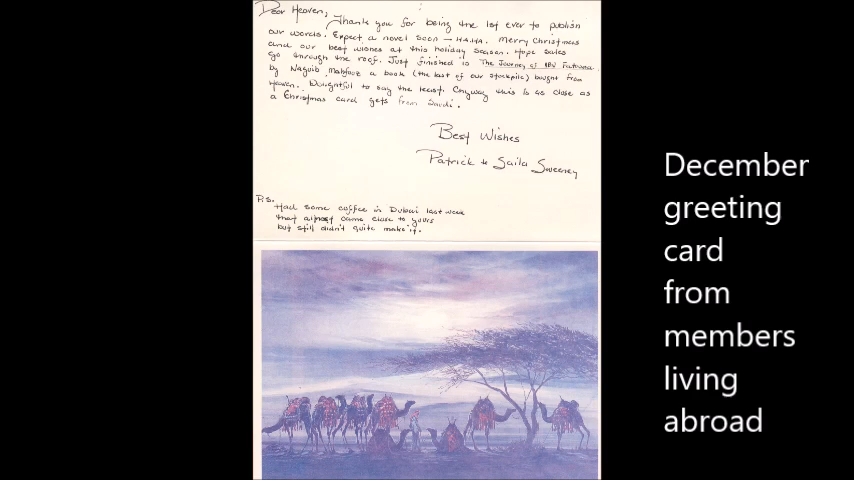 Dear Heaven,
Thank you for being the 1st ever to publish
our words. Expect a novel soon — HA.HA. Merry Christmas
and our best wishes at this holiday season. Hope sales
go through the roof. Just finished is The Journey of IBN Fattouma
by Naguib Mahfouz a book (the last of our stockpile) bought from
Heaven. Delightful to say the least. Anyway this is as close as
a Christmas card gets from Saudi.
Best Wishes
Patrick & Saila Sweeney
P.S.
Had some coffee in Dubai last week
that almost came close to yours
but still didn't quite make it.
December
greeting
card
from
members
living
abroad